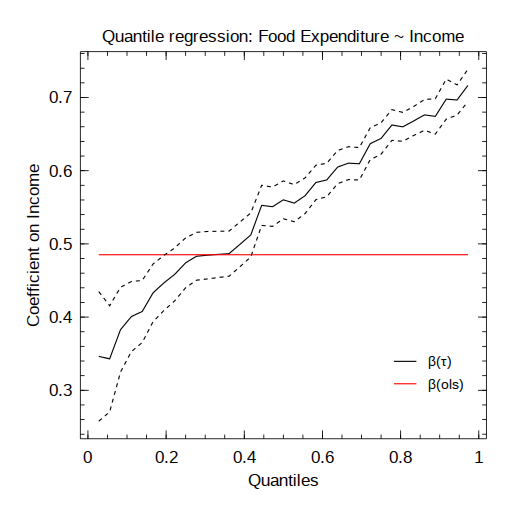 Quantile regression: Food Expenditure ~ Income
Coefficient on Income
0.7
0.6
0.5
0.4
0.3
β(τ)
β(ols)
0 0.2 0.4 0.6 0.8 1
Quantiles